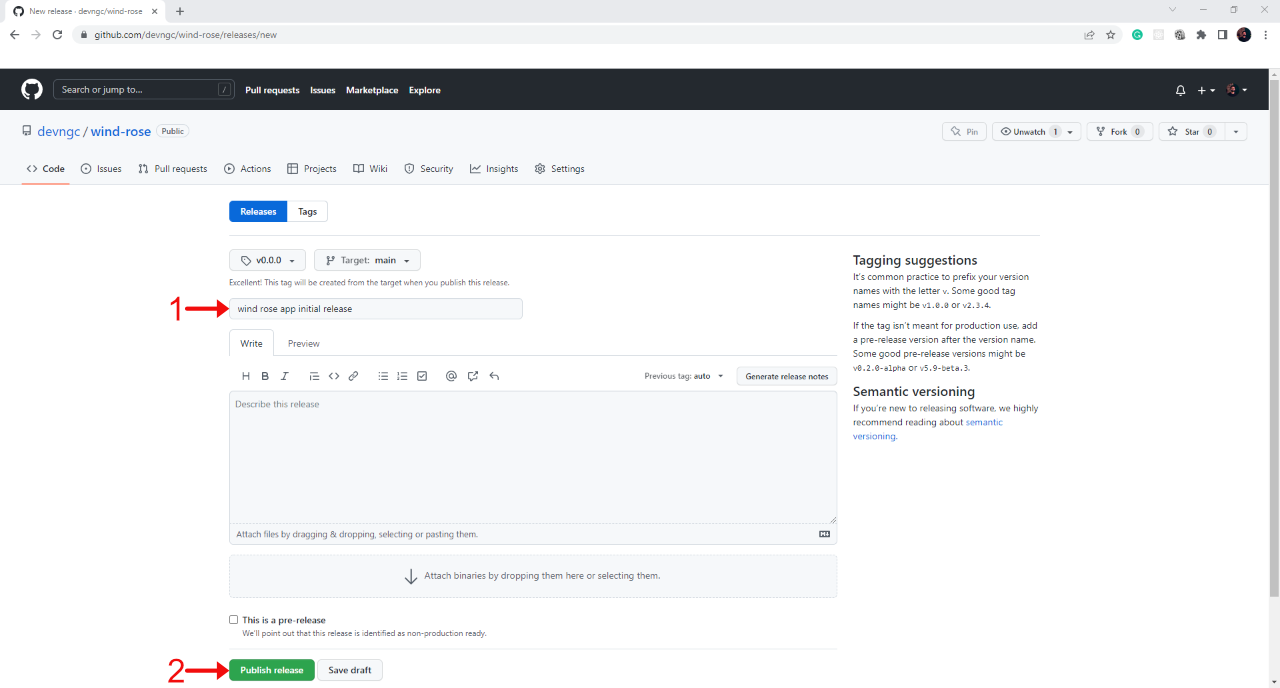 New release · devngc/wind-rose
github.com/devngc/wind-rose/releases/new
Search or jump to... / Pull requests Issues Marketplace Explore
devngc / wind-rose Public Pin Unwatch 1 Fork 0 Star 0
Code Issues Pull requests Actions Projects Wiki Security Insights Settings
Releases Tags
v0.0.0 Target: main
Excellent! This tag will be created from the target when you publish this release.
1 wind rose app initial release
Write Preview
H B I Previous tag: auto Generate release notes
Describe this release
Attach files by dragging & dropping, selecting or pasting them.
Attach binaries by dropping them here or selecting them.
This is a pre-release
We'll point out that this release is identified as non-production ready.
2 Publish release Save draft
Tagging suggestions
It's common practice to prefix your version
names with the letter v. Some good tag
names might be v1.0.0 or v2.3.4.
If the tag isn't meant for production use, add
a pre-release version after the version name.
Some good pre-release versions might be
v0.2.0-alpha or v5.9-beta.3.
Semantic versioning
If you're new to releasing software, we highly
recommend reading about semantic
versioning.